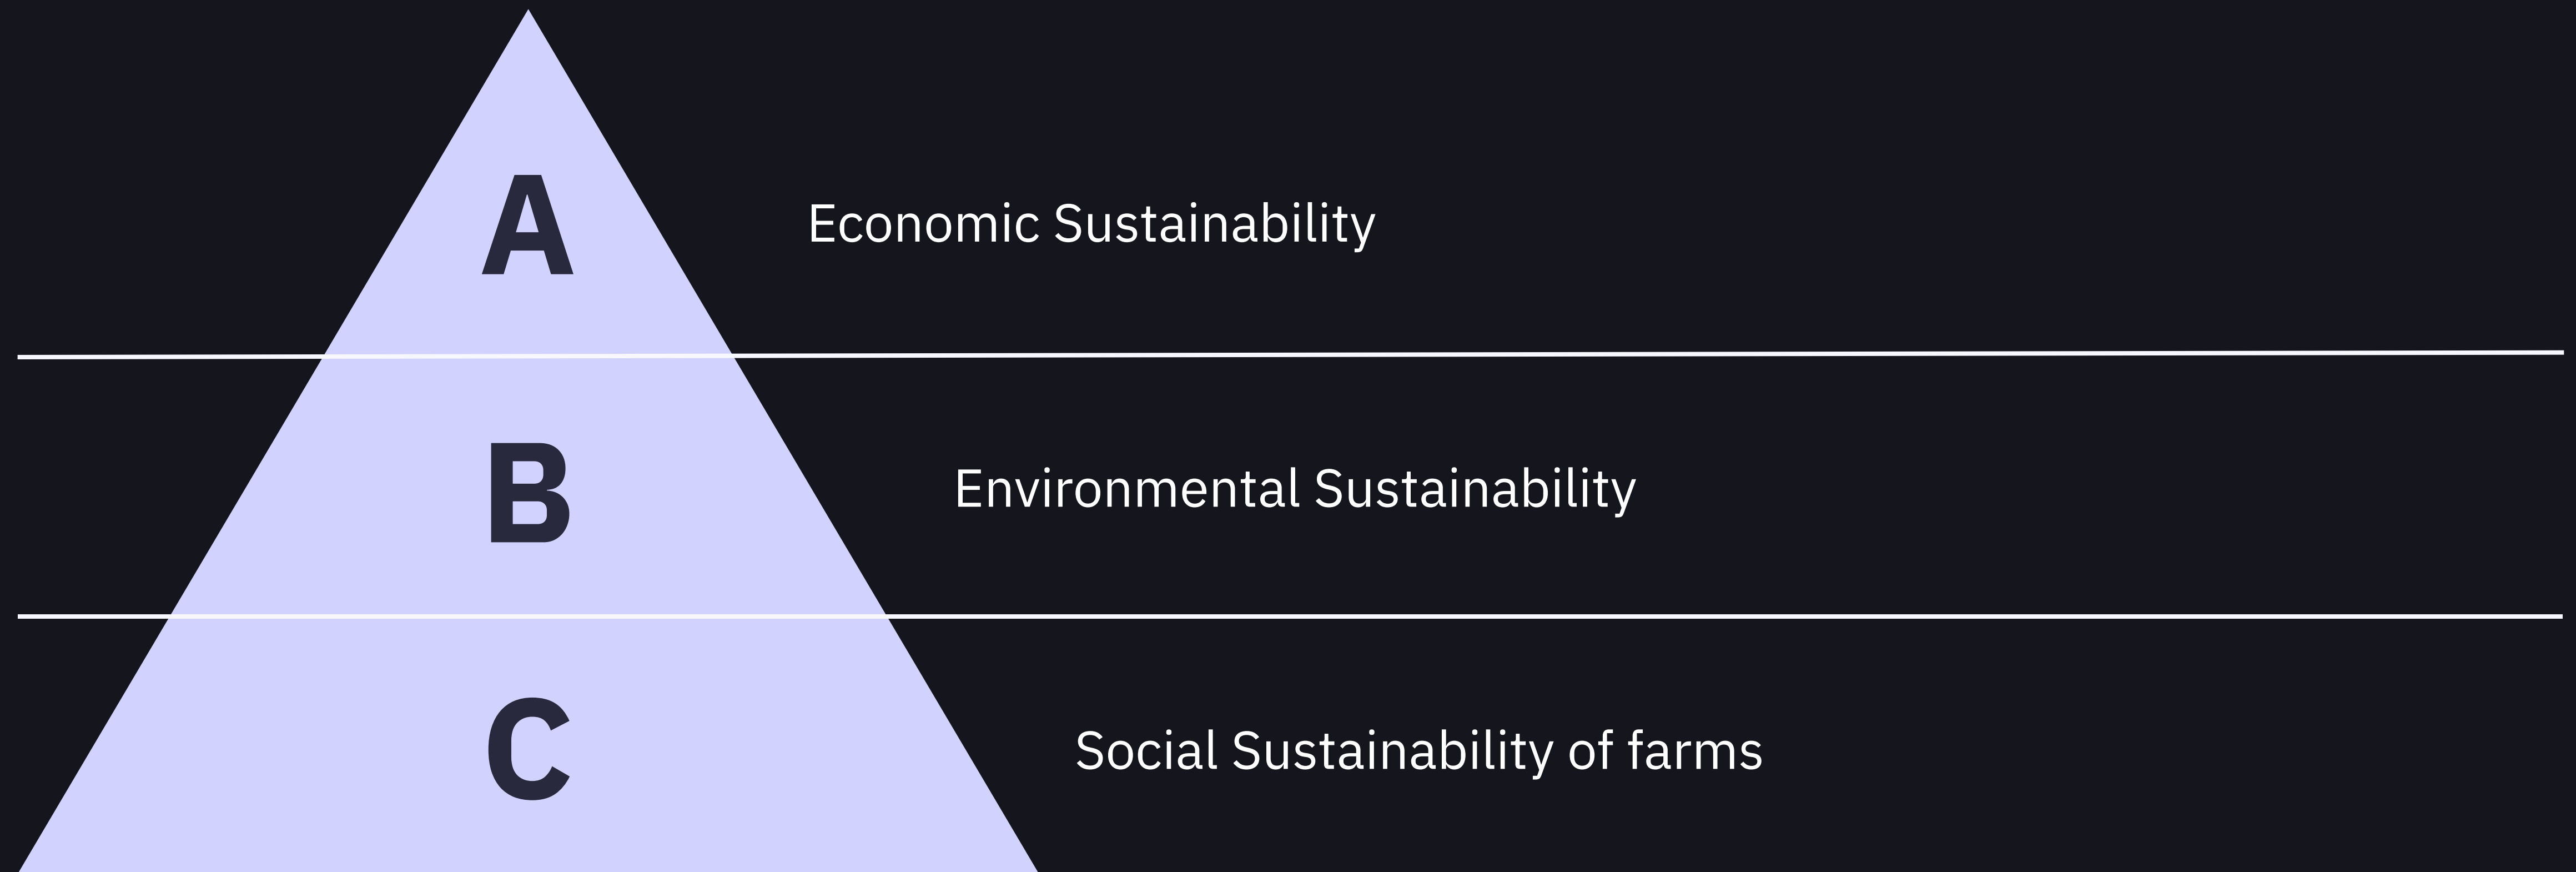 A
Economic Sustainability
B
Environmental Sustainability
C
Social Sustainability of farms